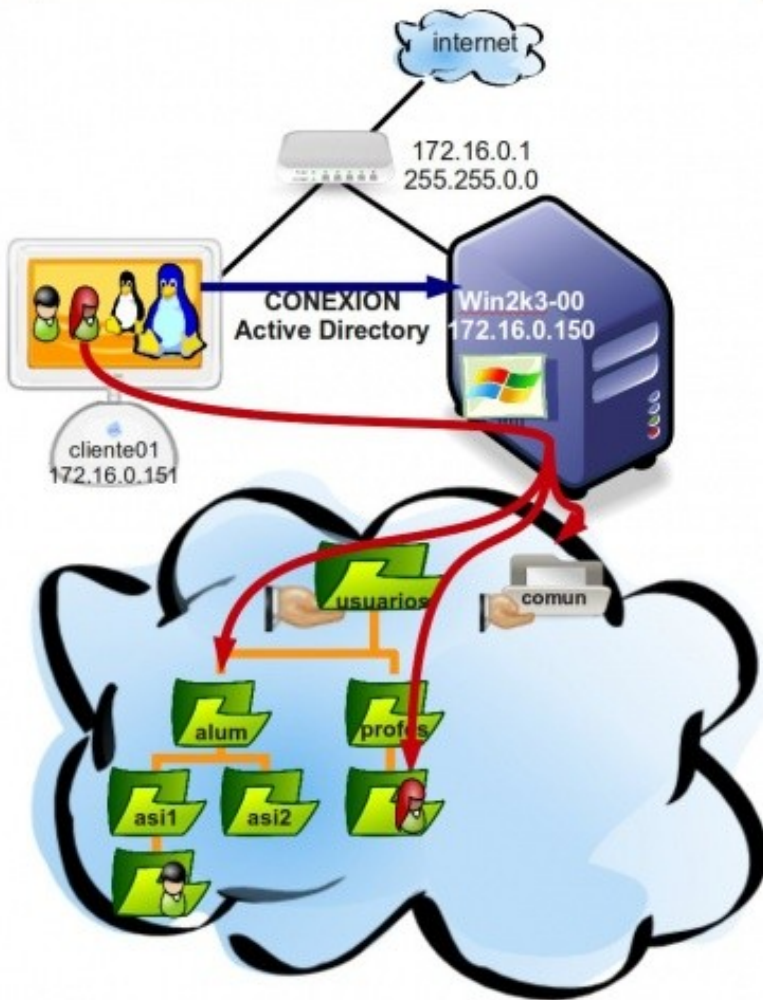 internet
172.16.0.1
255.255.0.0
CONEXION
Active Directory
Win2k3-00
172.16.0.150
cliente01
172.16.0.151
usuarios
comun
alum
profes
asi1
asi2